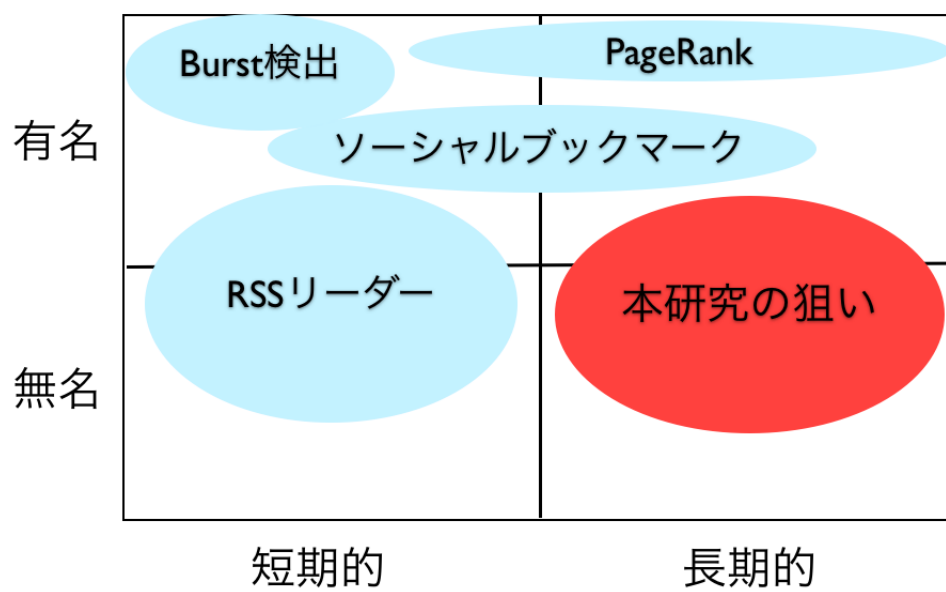 Burst検出
PageRank
有名
ソーシャルブックマーク
RSSリーダー
本研究の狙い
無名
短期的
長期的